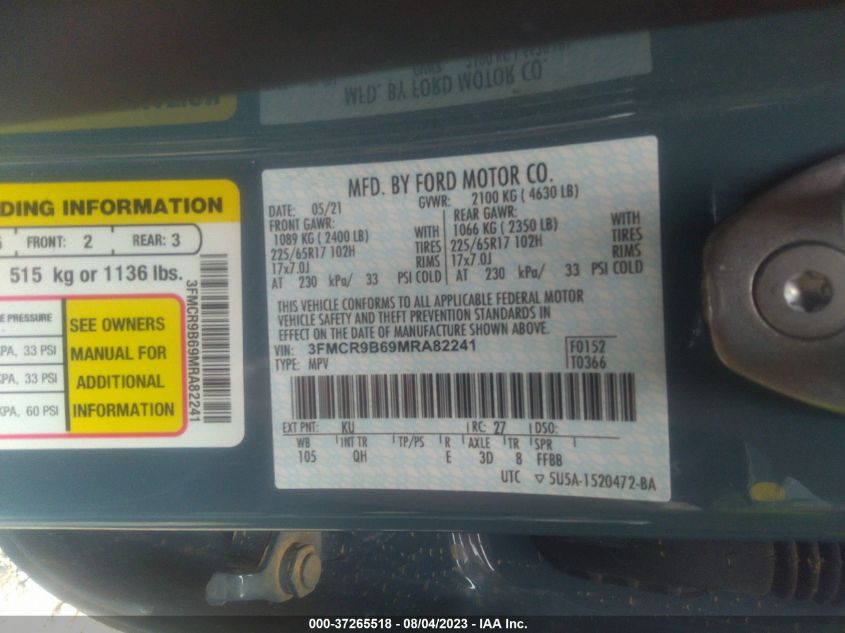 MFD. BY FORD MOTOR CO.
DING INFORMATION
FRONT: 2 REAR: 3
515 kg or 1136 lbs.
E PRESSURE
KPA, 33 PSI
KPA, 33 PSI
KPA, 60 PSI
SEE OWNERS
MANUAL FOR
ADDITIONAL
INFORMATION
3FMCR9B69MRA82241
MFD. BY FORD MOTOR CO.
DATE: 05/21 GVWR: 2100 KG ( 4630 LB)
FRONT GAWR: REAR GAWR:
1089 KG ( 2400 LB) WITH 1066 KG ( 2350 LB) WITH
225/65R17 102H TIRES 225/65R17 102H TIRES
17x7.0J RIMS 17x7.0J RIMS
AT 230 kPa/ 33 PSI COLD AT 230 kPa/ 33 PSI COLD
THIS VEHICLE CONFORMS TO ALL APPLICABLE FEDERAL MOTOR
VEHICLE SAFETY AND THEFT PREVENTION STANDARDS IN
EFFECT ON THE DATE OF MANUFACTURE SHOWN ABOVE.
VIN: 3FMCR9B69MRA82241 F0152
TYPE: MPV T0366
EXT PNT: KU RC: 27 DSO:
WB INT TR TP/PS R AXLE TR SPR
105 QH E 3D 8 FFBB
UTC ▽ 5U5A-1520472-BA
000-37265518 - 08/04/2023 - IAA Inc.